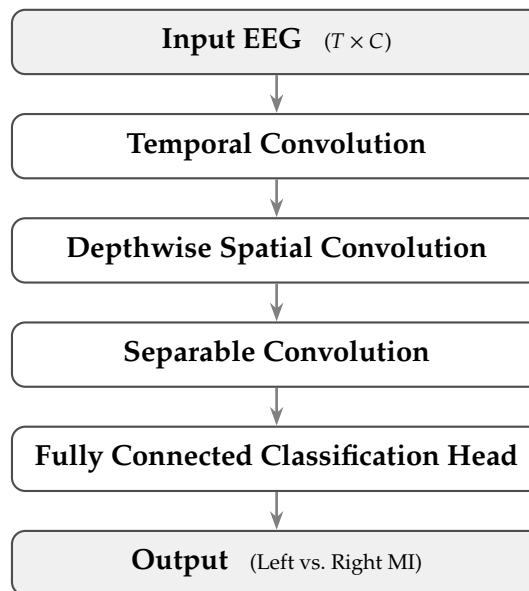 Input EEG (T × C)
Temporal Convolution
Depthwise Spatial Convolution
Separable Convolution
Fully Connected Classification Head
Output (Left vs. Right MI)